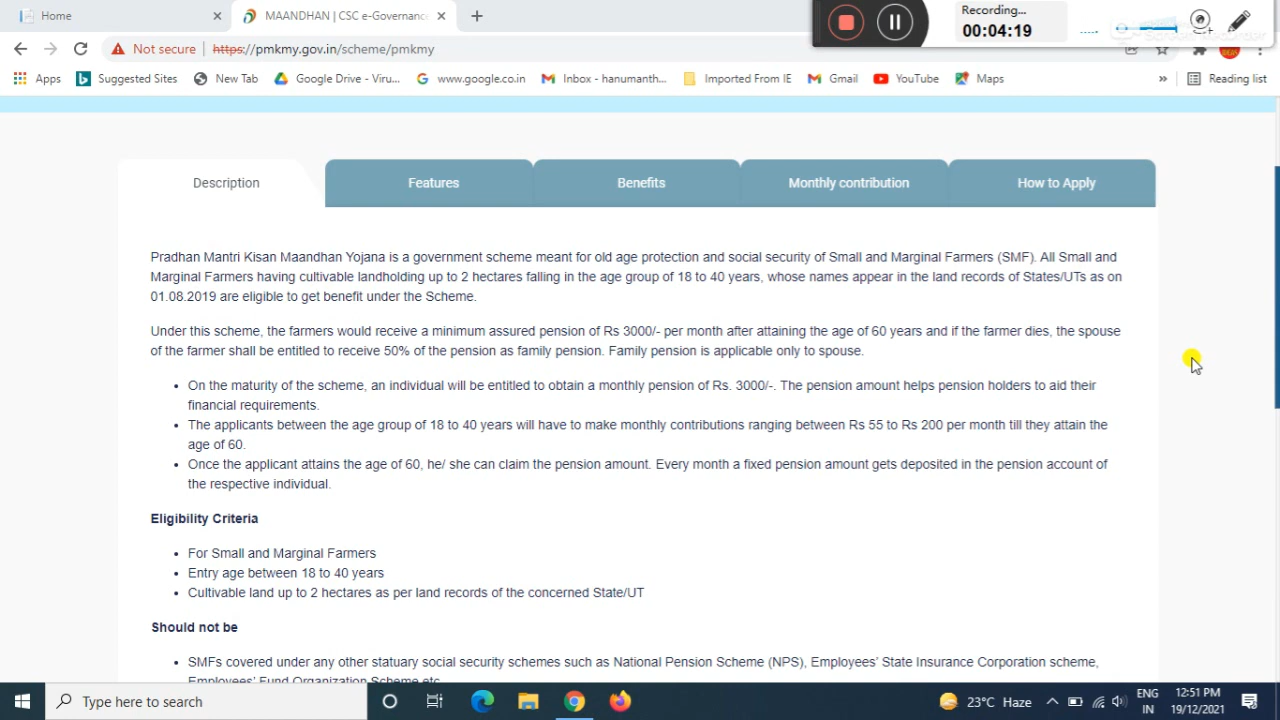 Home
MAANDHAN | CSC e-Governance
Recording...
00:04:19
Not secure
https://pmkmy.gov.in/scheme/pmkmy
Apps
Suggested Sites
New Tab
Google Drive - Viru...
www.google.co.in
Inbox - hanumanth...
Imported From IE
Gmail
YouTube
Maps
»
Reading list
Description
Features
Benefits
Monthly contribution
How to Apply
Pradhan Mantri Kisan Maandhan Yojana is a government scheme meant for old age protection and social security of Small and Marginal Farmers (SMF). All Small and
Marginal Farmers having cultivable landholding up to 2 hectares falling in the age group of 18 to 40 years, whose names appear in the land records of States/UTs as on
01.08.2019 are eligible to get benefit under the Scheme.
Under this scheme, the farmers would receive a minimum assured pension of Rs 3000/- per month after attaining the age of 60 years and if the farmer dies, the spouse
of the farmer shall be entitled to receive 50% of the pension as family pension. Family pension is applicable only to spouse.
• On the maturity of the scheme, an individual will be entitled to obtain a monthly pension of Rs. 3000/-. The pension amount helps pension holders to aid their
financial requirements.
• The applicants between the age group of 18 to 40 years will have to make monthly contributions ranging between Rs 55 to Rs 200 per month till they attain the
age of 60.
• Once the applicant attains the age of 60, he/ she can claim the pension amount. Every month a fixed pension amount gets deposited in the pension account of
the respective individual.
Eligibility Criteria
• For Small and Marginal Farmers
• Entry age between 18 to 40 years
• Cultivable land up to 2 hectares as per land records of the concerned State/UT
Should not be
• SMFs covered under any other statuary social security schemes such as National Pension Scheme (NPS), Employees' State Insurance Corporation scheme,
Employees' Fund Organization Scheme etc
Type here to search
23°C Haze
ENG
IN
12:51 PM
19/12/2021